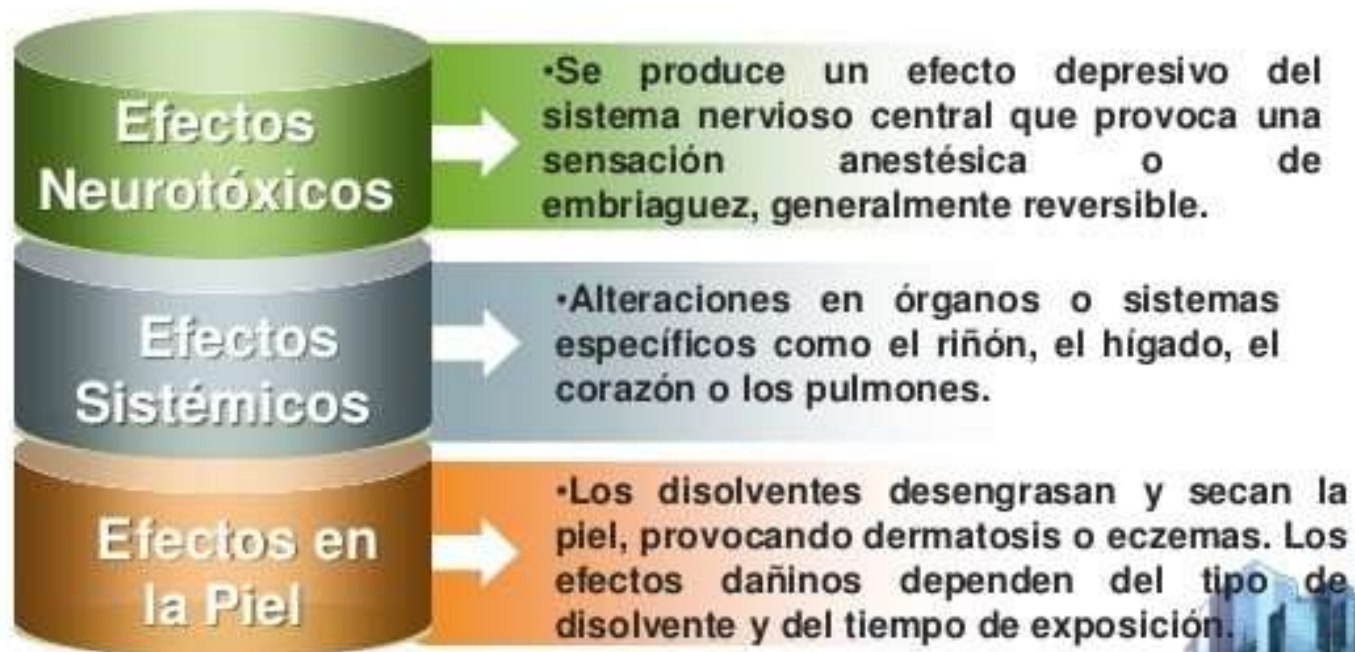 Efectos
Neurotóxicos
•Se produce un efecto depresivo del
sistema nervioso central que provoca una
sensación anestésica o de
embriaguez, generalmente reversible.
Efectos
Sistémicos
•Alteraciones en órganos o sistemas
específicos como el riñón, el hígado, el
corazón o los pulmones.
Efectos en
la Piel
•Los disolventes desengrasan y secan la
piel, provocando dermatosis o eczemas. Los
efectos dañinos dependen del tipo de
disolvente y del tiempo de exposición.